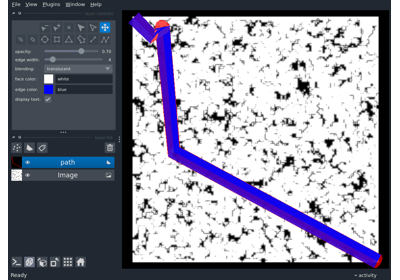 File View Plugins Window Help
opacity: 0.70
edge width: 4
blending: translucent
face color: white
edge color: blue
display text:
path
Image
activity